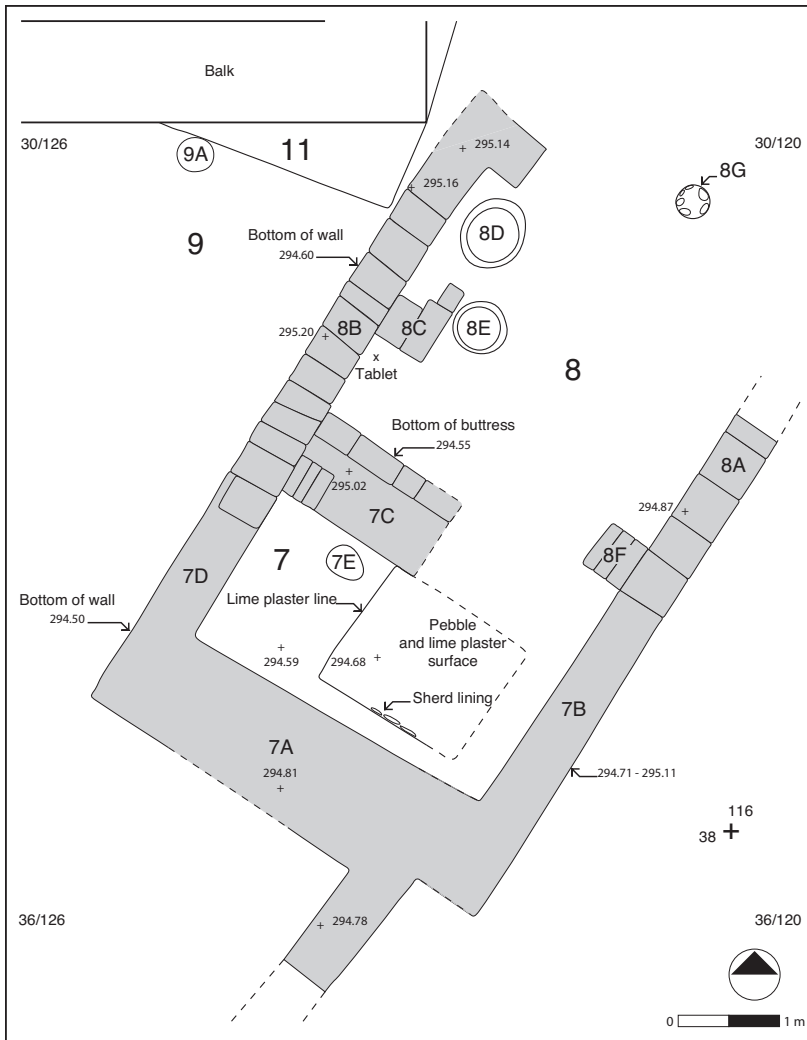 Balk
30/126
9A
11
295.14
30/120
295.16
8G
9
Bottom of wall
294.60
8D
295.20
8B
8C
8E
x
Tablet
8
Bottom of buttress
294.55
295.02
8A
7C
294.87
7D
7
7E
8F
Bottom of wall
294.50
Lime plaster line
Pebble
and lime plaster
surface
294.59
294.68
Sherd lining
7B
7A
294.81
294.71 - 295.11
116
38
36/126
294.78
36/120
0
1 m